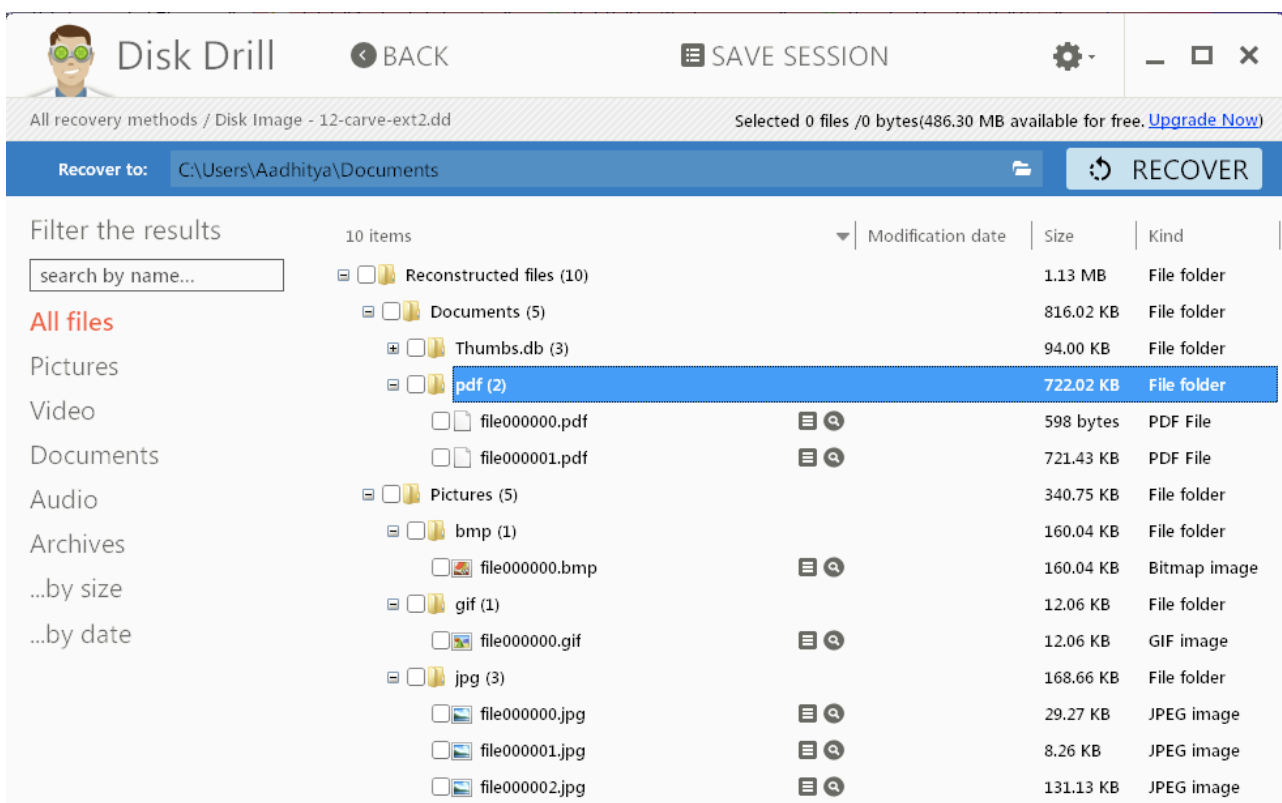 Disk Drill BACK SAVE SESSION
All recovery methods / Disk Image - 12-carve-ext2.dd Selected 0 files /0 bytes(486.30 MB available for free. Upgrade Now)
Recover to: C:\Users\Aadhitya\Documents RECOVER
Filter the results
search by name...
All files
Pictures
Video
Documents
Audio
Archives
...by size
...by date
10 items Modification date Size Kind
Reconstructed files (10) 1.13 MB File folder
Documents (5) 816.02 KB File folder
Thumbs.db (3) 94.00 KB File folder
pdf (2) 722.02 KB File folder
file000000.pdf 598 bytes PDF File
file000001.pdf 721.43 KB PDF File
Pictures (5) 340.75 KB File folder
bmp (1) 160.04 KB File folder
file000000.bmp 160.04 KB Bitmap image
gif (1) 12.06 KB File folder
file000000.gif 12.06 KB GIF image
jpg (3) 168.66 KB File folder
file000000.jpg 29.27 KB JPEG image
file000001.jpg 8.26 KB JPEG image
file000002.jpg 131.13 KB JPEG image